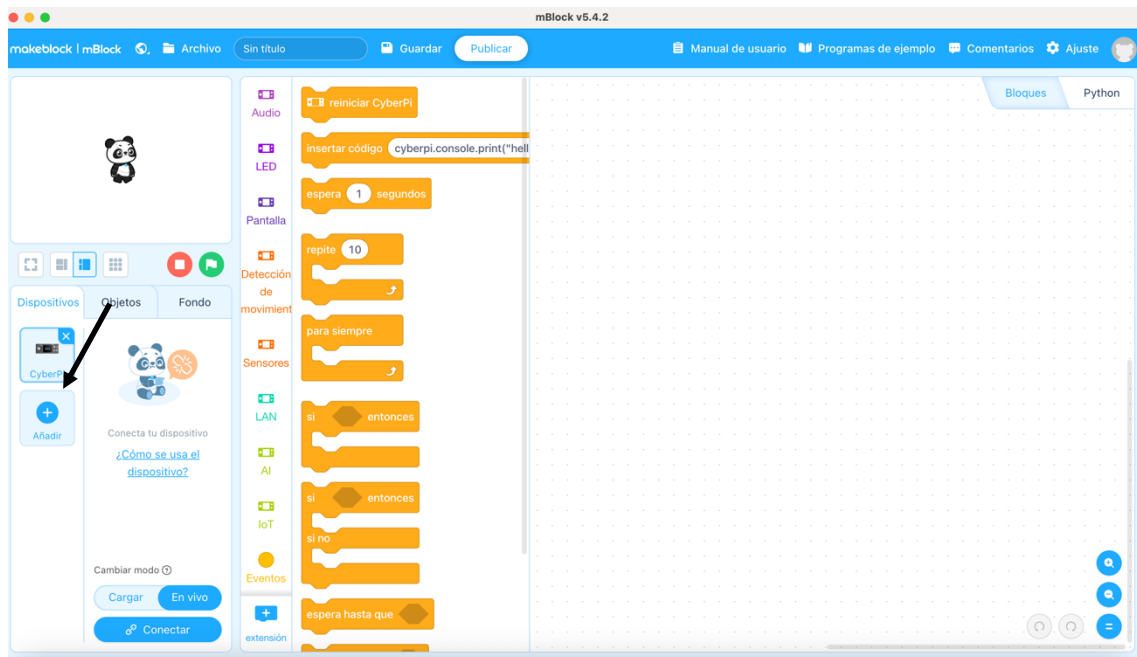 mBlock v5.4.2
makeblock | mBlock
Archivo
Sin título
Guardar
Publicar
Manual de usuario
Programas de ejemplo
Comentarios
Ajuste
Dispositivos
Objetos
Fondo
Añadir
Conecta tu dispositivo
¿Cómo se usa el
dispositivo?
Cambiar modo
Cargar
En vivo
Conectar
Audio
LED
Pantalla
Detección
de
movimient
Sensores
LAN
AI
IoT
Eventos
extensión
reiniciar CyberPi
insertar código cyberpi.console.print("hell
espera 1 segundos
repite 10
para siempre
si entonces
si entonces
si no
espera hasta que
Bloques
Python